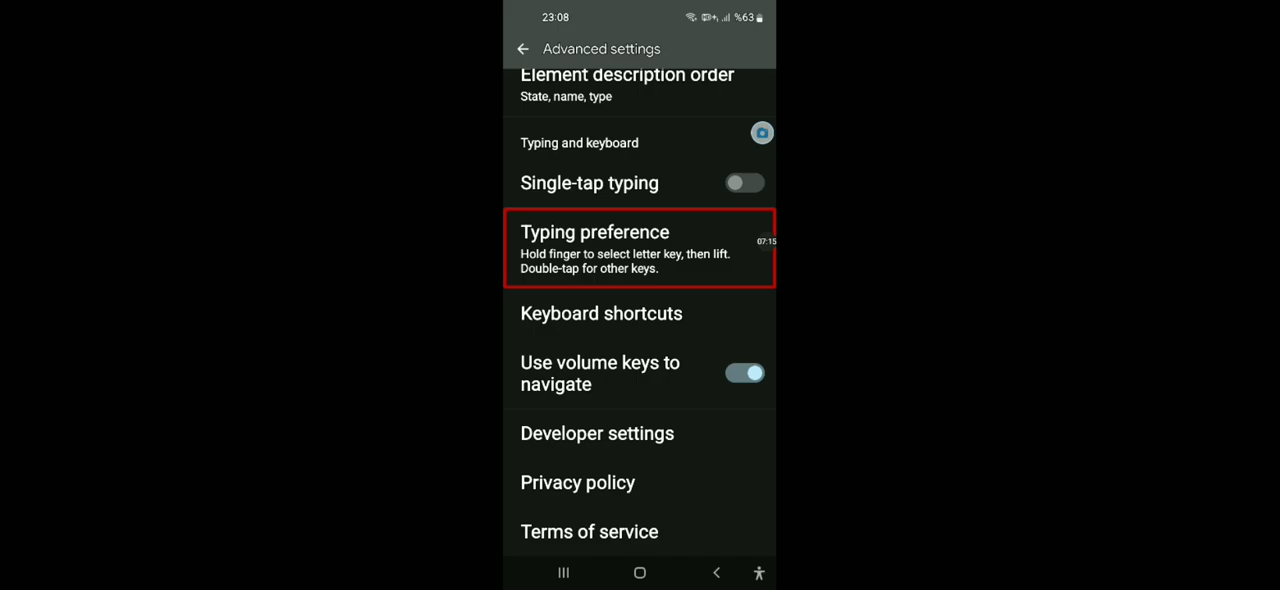 23:08
%63
Advanced settings
Element description order
State, name, type
Typing and keyboard
Single-tap typing
Typing preference
07:15
Hold finger to select letter key, then lift.
Double-tap for other keys.
Keyboard shortcuts
Use volume keys to
navigate
Developer settings
Privacy policy
Terms of service